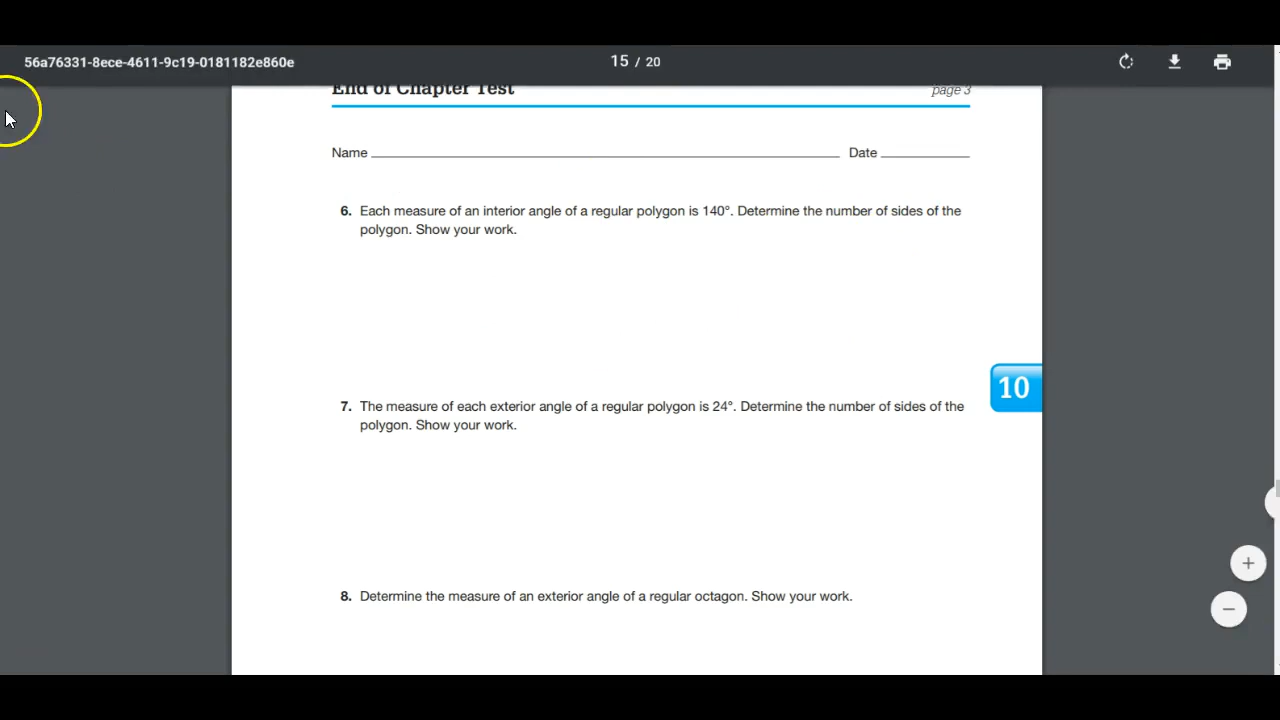 56a76331-8ece-4611-9c19-0181182e860e
15 / 20
End of Chapter Test
page 3
Name
Date
6. Each measure of an interior angle of a regular polygon is 140°. Determine the number of sides of the
polygon. Show your work.
10
7. The measure of each exterior angle of a regular polygon is 24°. Determine the number of sides of the
polygon. Show your work.
8. Determine the measure of an exterior angle of a regular octagon. Show your work.